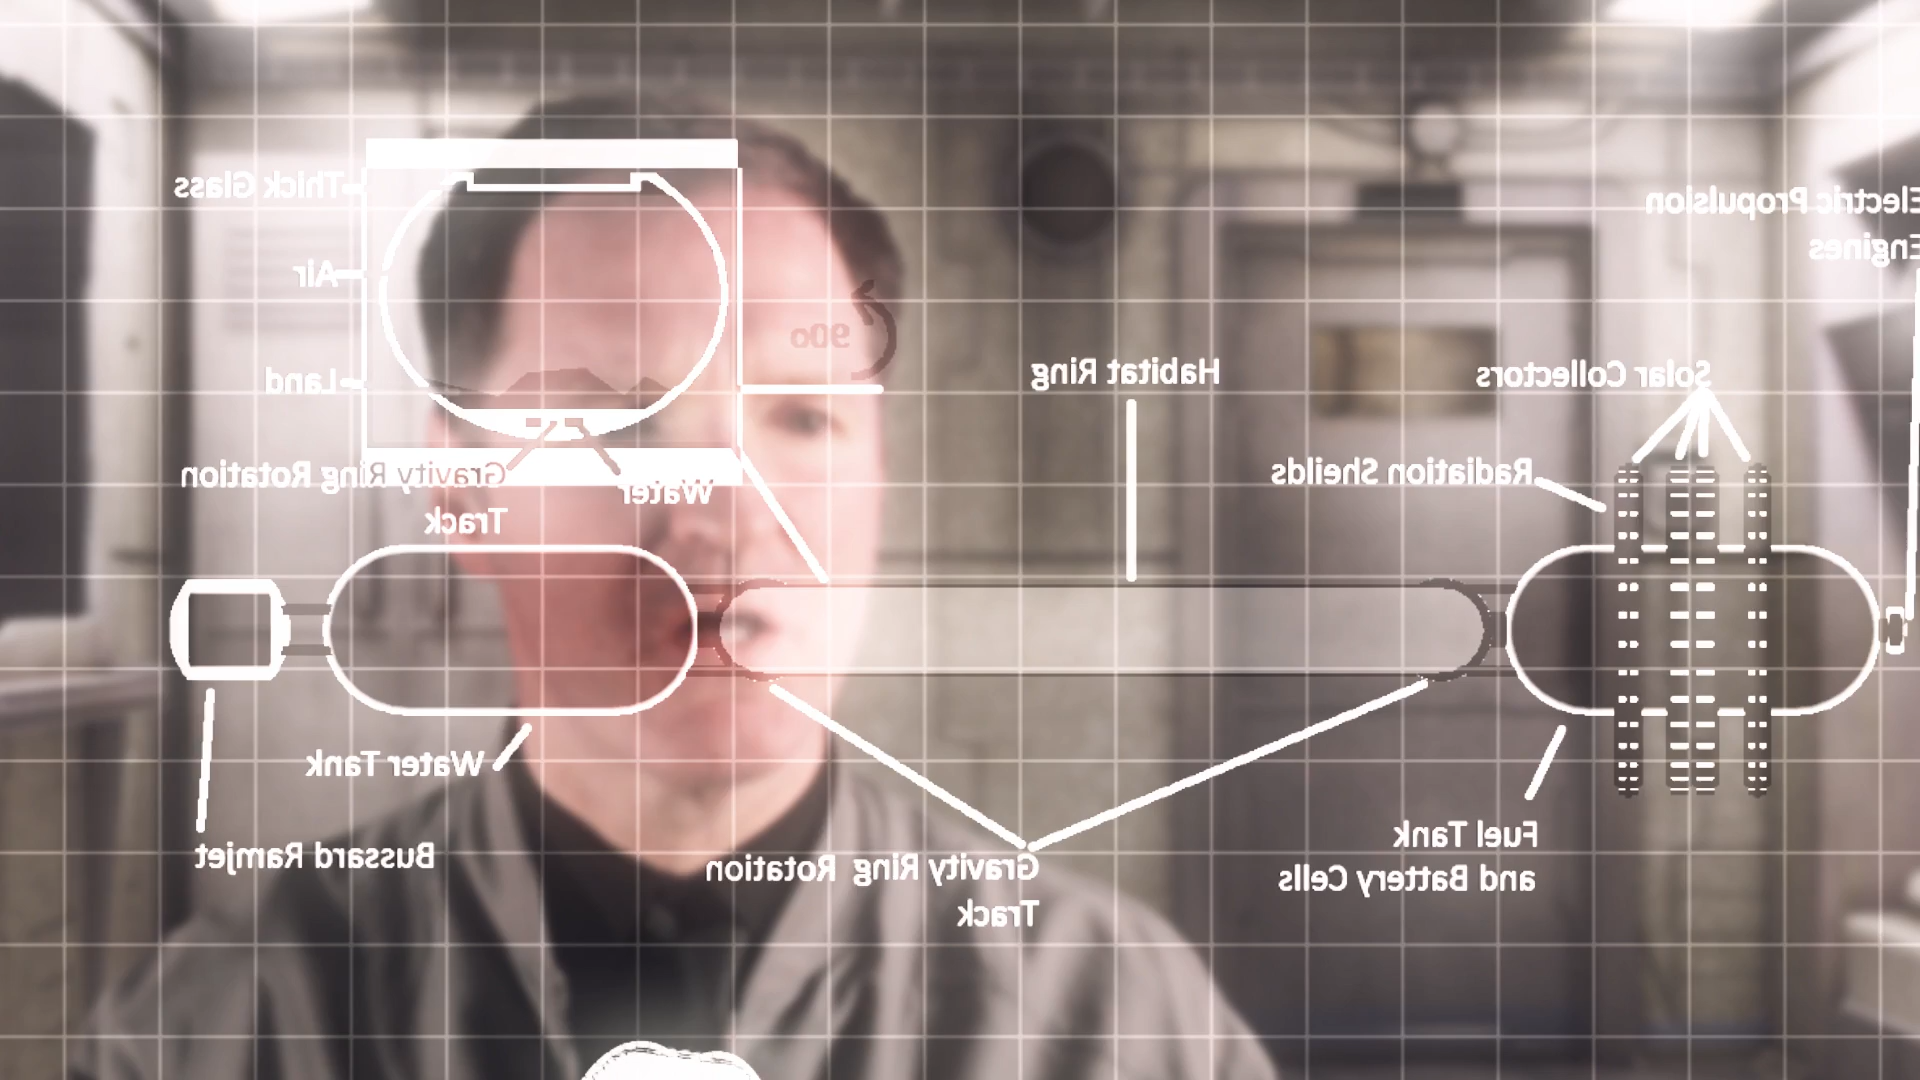 Thick Glass
Air
Land
Gravity Ring Rotation
Track
Water
90o
Habitat Ring
Electric Propulsion
Engines
Solar Collectors
Radiation Sheilds
Water Tank
Bussard Ramjet
Gravity Ring Rotation
Track
Fuel Tank
and Battery Cells